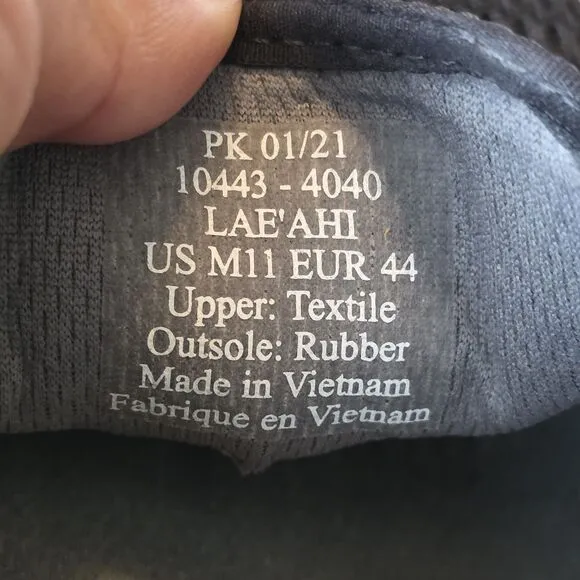 PK 01/21
10443 - 4040
LAE'AHI
US M11 EUR 44
Upper: Textile
Outsole: Rubber
Made in Vietnam
Fabrique en Vietnam